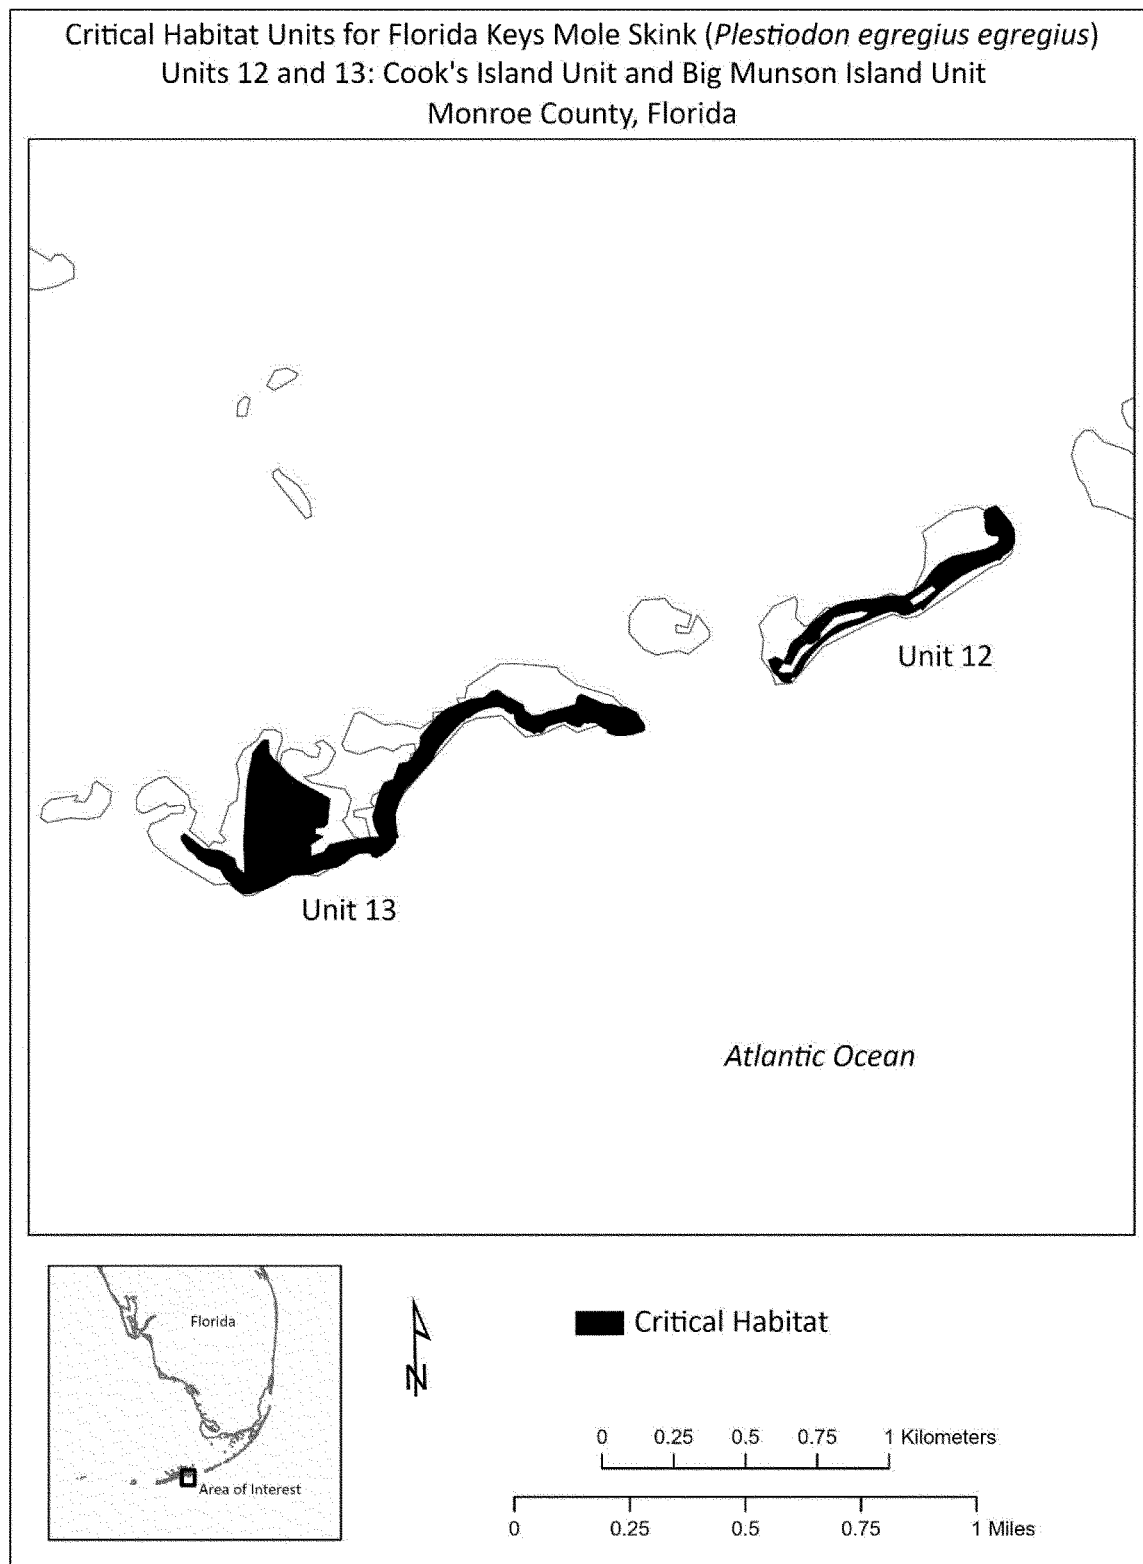 Critical Habitat Units for Florida Keys Mole Skink (Plestiodon egregius egregius)
Units 12 and 13: Cook's Island Unit and Big Munson Island Unit
Monroe County, Florida
Unit 12
Unit 13
Atlantic Ocean
Florida
Area of Interest
N
Critical Habitat
0 0.25 0.5 0.75 1 Kilometers
0 0.25 0.5 0.75 1 Miles